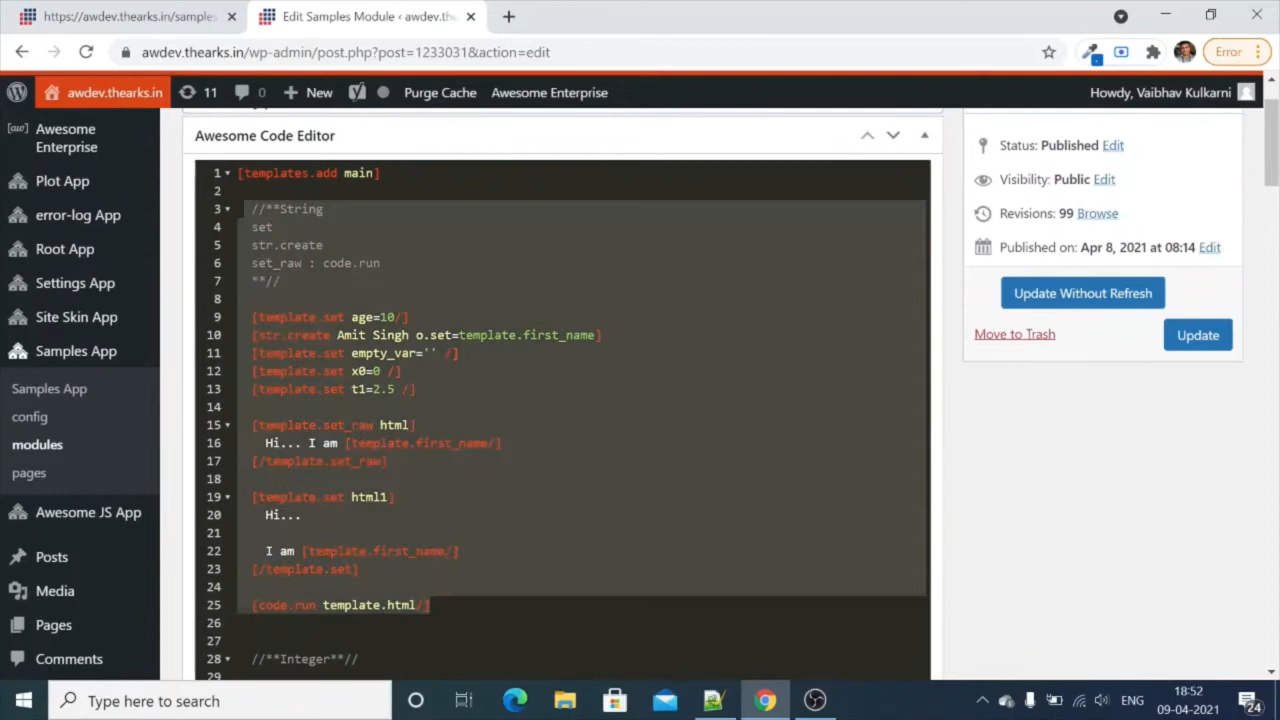 https://awdev.thearks.in/samples
Edit Samples Module ‹ awdev.the
awdev.thearks.in/wp-admin/post.php?post=1233031&action=edit
Error
awdev.thearks.in
11
0
New
Purge Cache
Awesome Enterprise
Howdy, Vaibhav Kulkarni
[aw] Awesome
Enterprise
Plot App
error-log App
Root App
Settings App
Site Skin App
Samples App
Samples App
config
modules
pages
Awesome JS App
Posts
Media
Pages
Comments
Awesome Code Editor
1 [templates.add main]
2
3 //**String
4 set
5 str.create
6 set_raw : code.run
7 **//
8
9 [template.set age=10/]
10 [str.create Amit Singh o.set=template.first_name]
11 [template.set empty_var='' /]
12 [template.set x0=0 /]
13 [template.set t1=2.5 /]
14
15 [template.set_raw html]
16 Hi... I am [template.first_name/]
17 [/template.set_raw]
18
19 [template.set html1]
20 Hi...
21
22 I am [template.first_name/]
23 [/template.set]
24
25 [code.run template.html/]
26
27
28 //**Integer**//
29
Status: Published Edit
Visibility: Public Edit
Revisions: 99 Browse
Published on: Apr 8, 2021 at 08:14 Edit
Update Without Refresh
Move to Trash
Update
Type here to search
ENG
18:52
09-04-2021
24